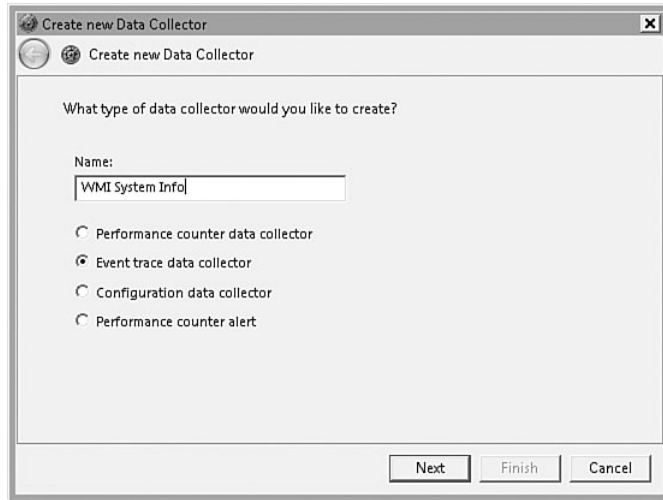 Create new Data Collector
Create new Data Collector
What type of data collector would you like to create?
Name:
WMI System Info
Performance counter data collector
Event trace data collector
Configuration data collector
Performance counter alert
Next Finish Cancel